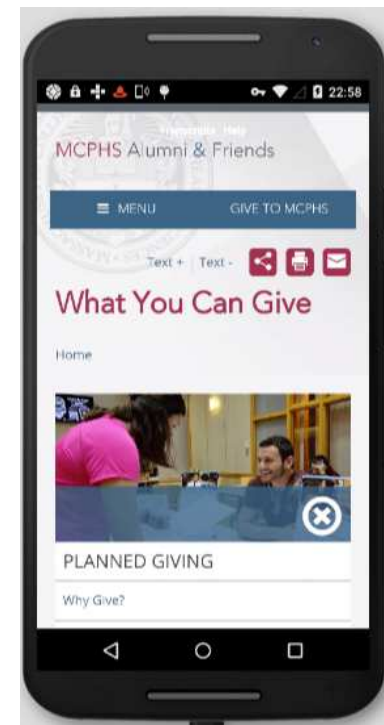 22:58
Transcripts Help
MCPHS Alumni & Friends
MENU GIVE TO MCPHS
Text + Text -
What You Can Give
Home
PLANNED GIVING
Why Give?